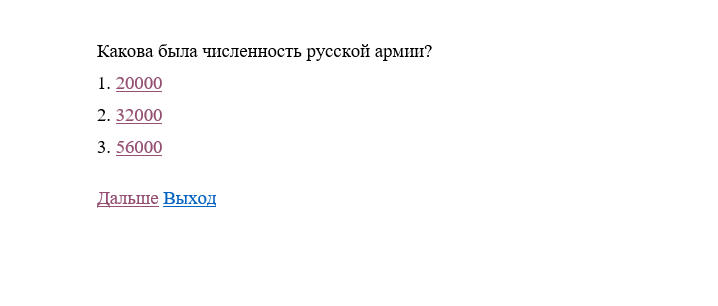 Какова была численность русской армии?
1. 20000
2. 32000
3. 56000
Дальше Выход